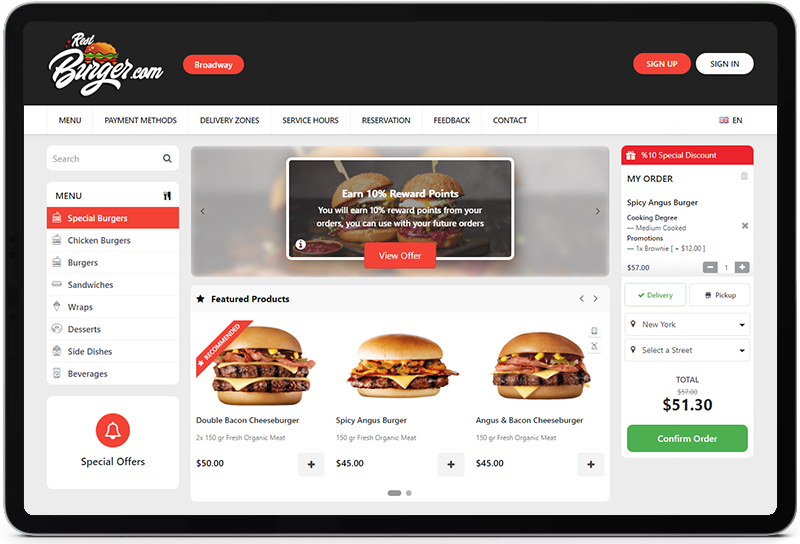 Rest
Burger.com
Broadway
SIGN UP
SIGN IN
MENU
PAYMENT METHODS
DELIVERY ZONES
SERVICE HOURS
RESERVATION
FEEDBACK
CONTACT
EN
Search
MENU
Special Burgers
Chicken Burgers
Burgers
Sandwiches
Wraps
Desserts
Side Dishes
Beverages
Special Offers
Earn 10% Reward Points
You will earn 10% reward points from your
orders, you can use with your future orders
View Offer
Featured Products
RECOMMENDED
Double Bacon Cheeseburger
2x 150 gr Fresh Organic Meat
$50.00
+
Spicy Angus Burger
150 gr Fresh Organic Meat
$45.00
+
Angus & Bacon Cheeseburger
150 gr Fresh Organic Meat
$45.00
+
%10 Special Discount
MY ORDER
Spicy Angus Burger
Cooking Degree
— Medium Cooked
Promotions
— 1x Brownie [ + $12.00 ]
$57.00
1
Delivery
Pickup
New York
Select a Street
TOTAL
$57.00
$51.30
Confirm Order